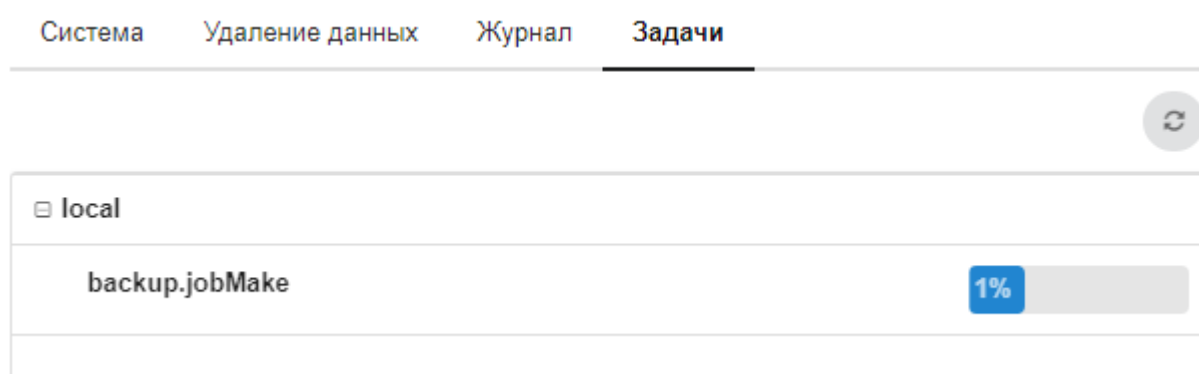 Система Удаление данных Журнал Задачи
local
backup.jobMake 1%